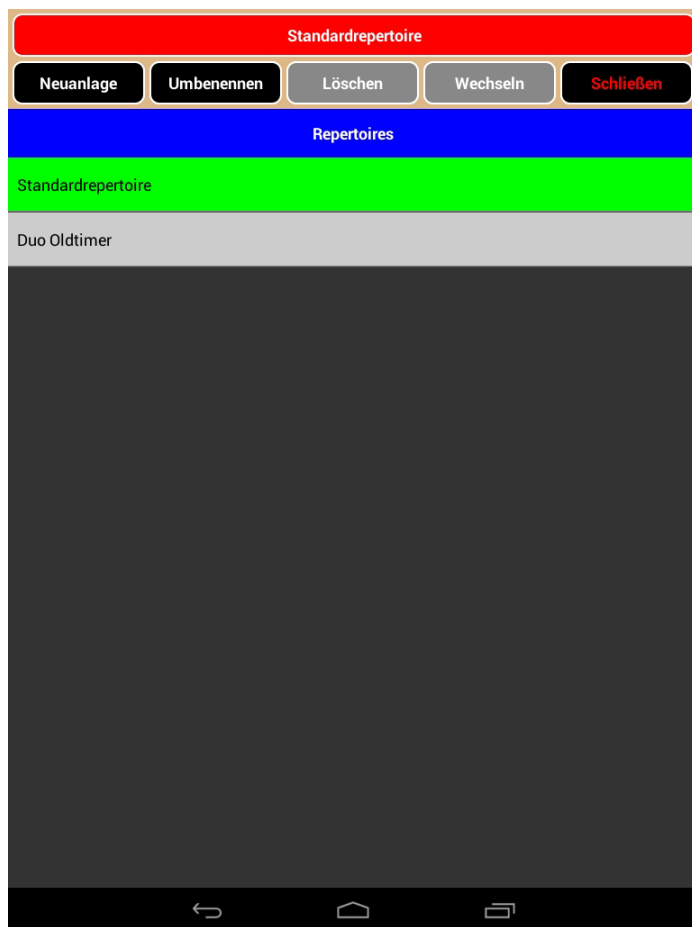 Standardrepertoire
Neuanlage Umbenennen Löschen Wechseln Schließen
Repertoires
Standardrepertoire
Duo Oldtimer